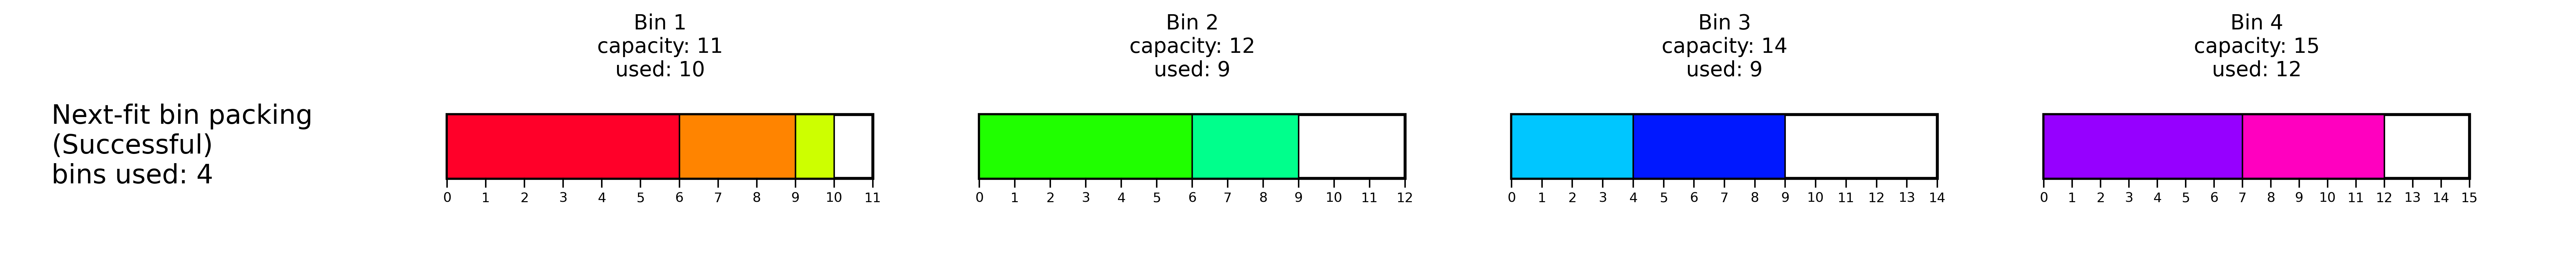 Next-fit bin packing
(Successful)
bins used: 4
Bin 1
capacity: 11
used: 10
0 1 2 3 4 5 6 7 8 9 10 11
Bin 2
capacity: 12
used: 9
0 1 2 3 4 5 6 7 8 9 10 11 12
Bin 3
capacity: 14
used: 9
0 1 2 3 4 5 6 7 8 9 10 11 12 13 14
Bin 4
capacity: 15
used: 12
0 1 2 3 4 5 6 7 8 9 10 11 12 13 14 15